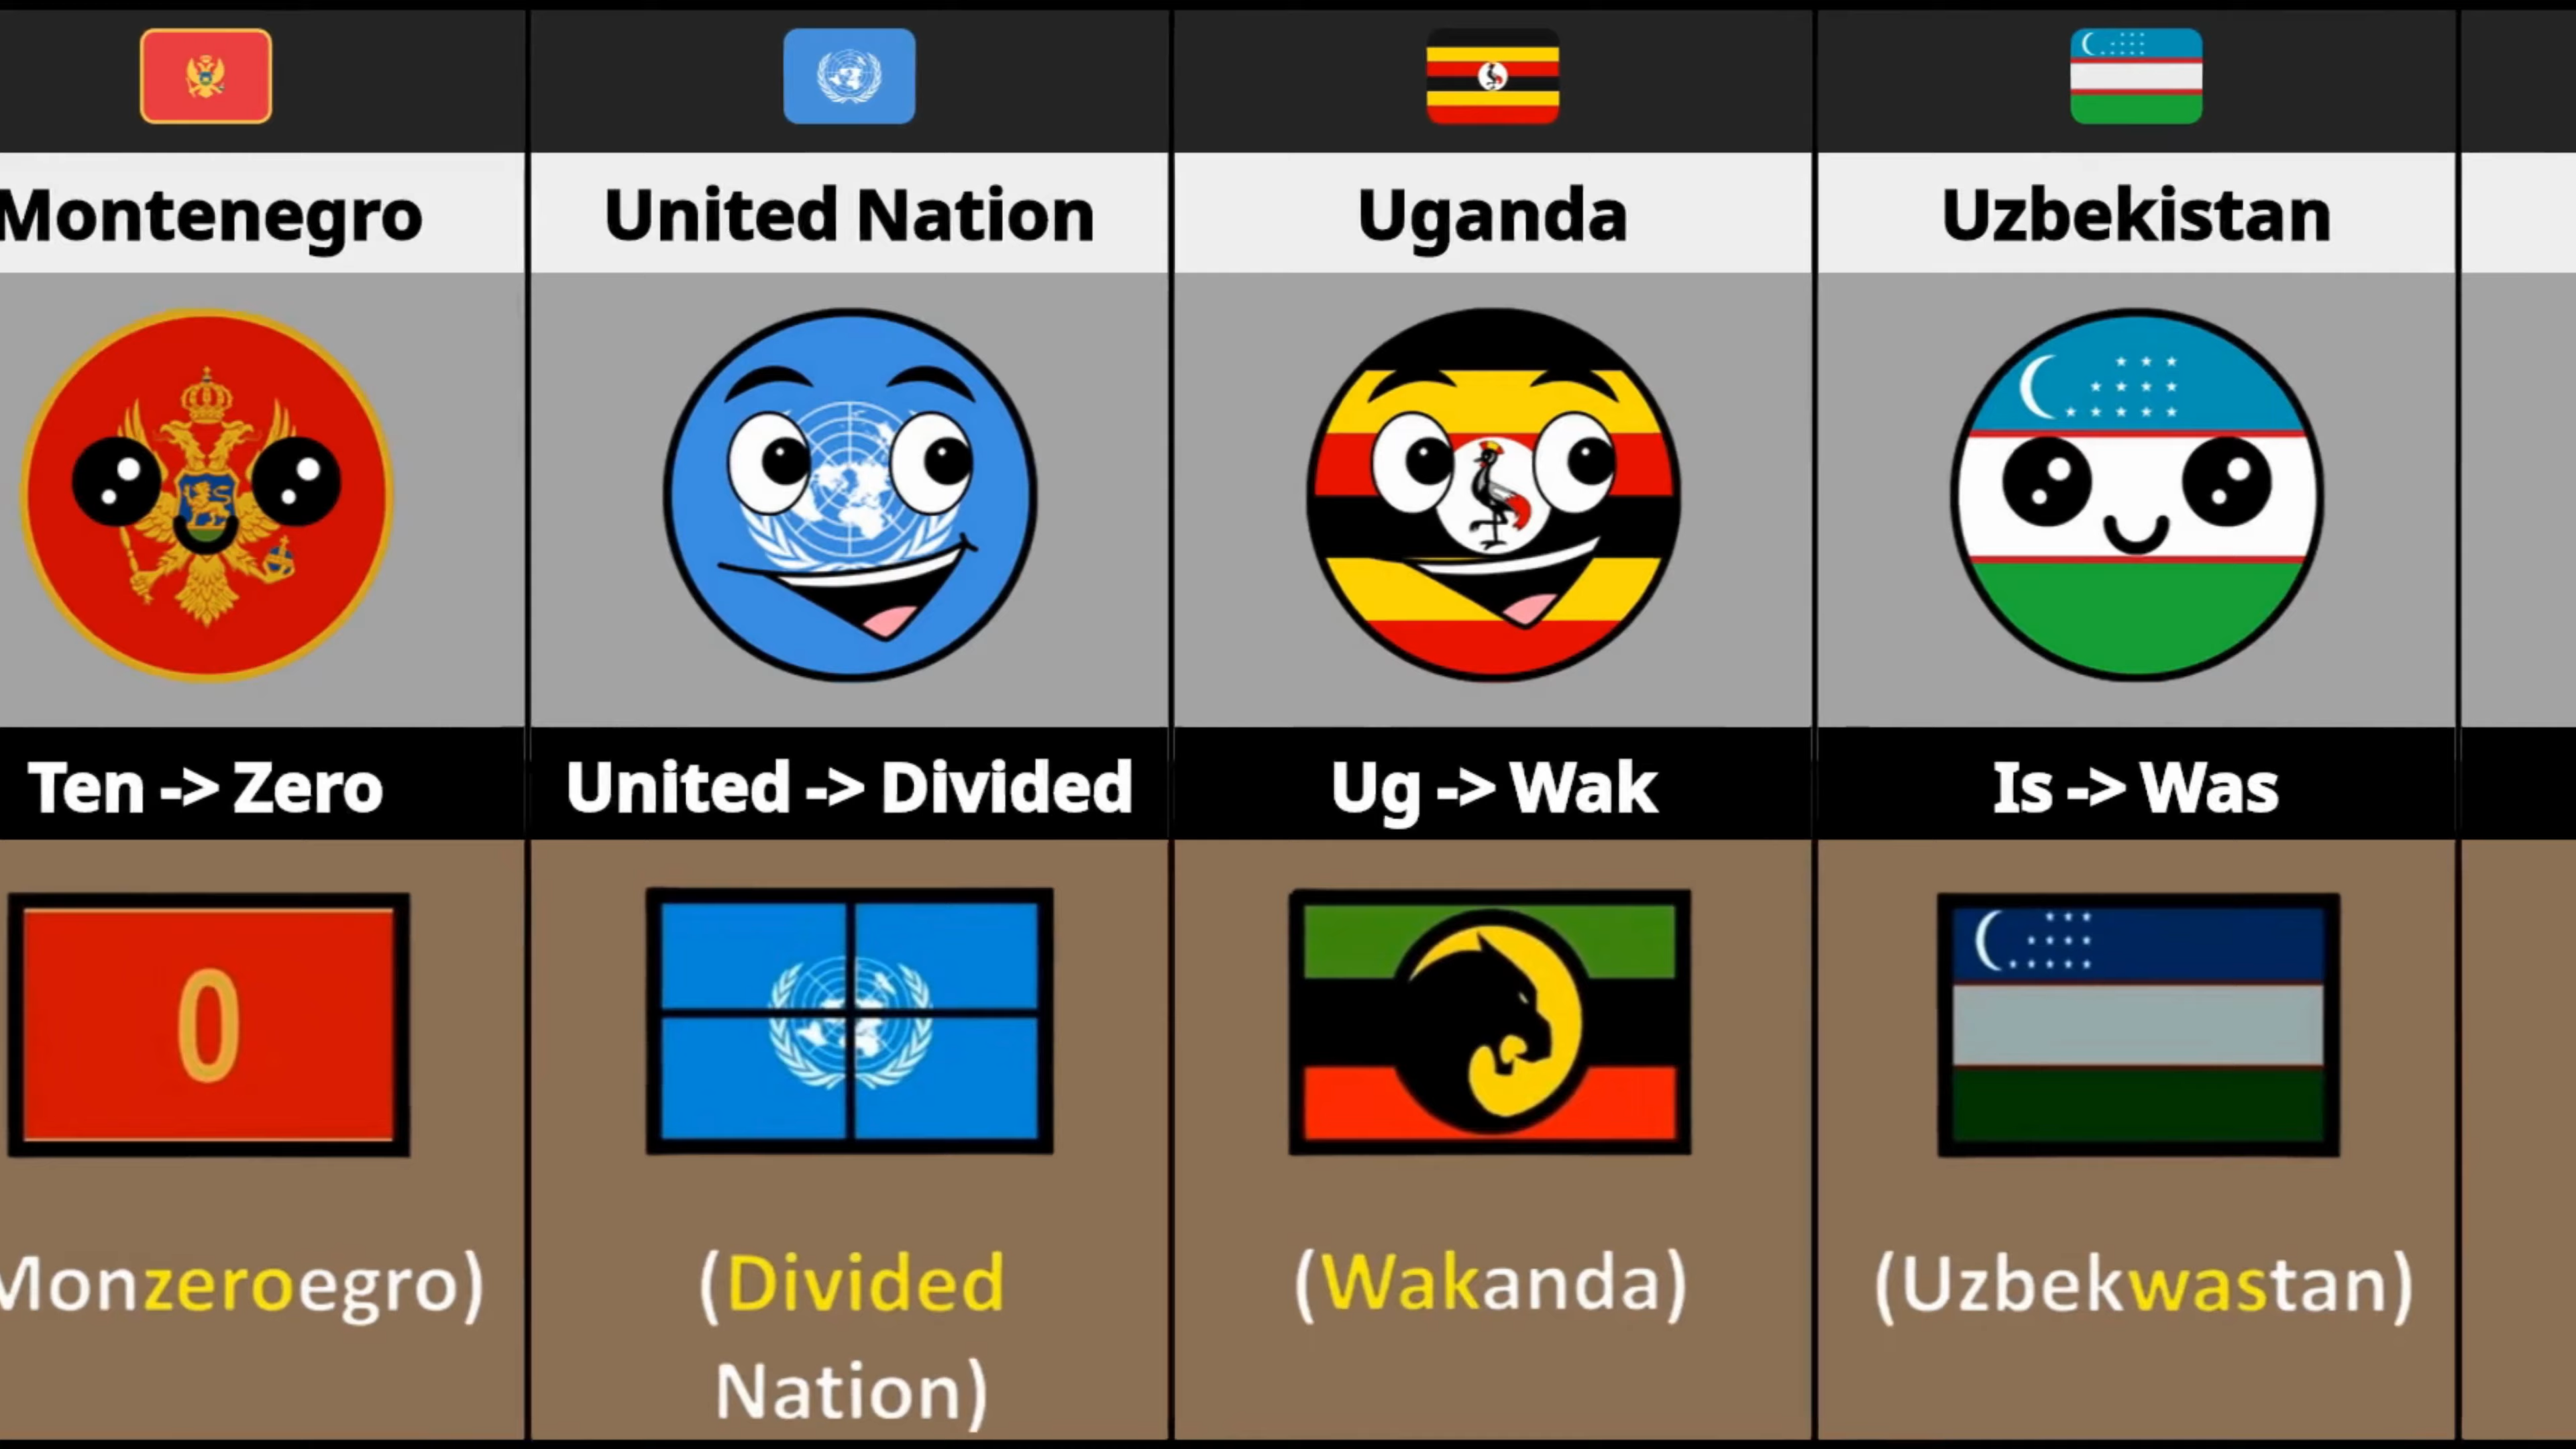 Montenegro
United Nation
Uganda
Uzbekistan
Ten -> Zero
United -> Divided
Ug -> Wak
Is -> Was
0
Monzeroegro)
(Divided
Nation)
(Wakanda)
(Uzbekwastan)